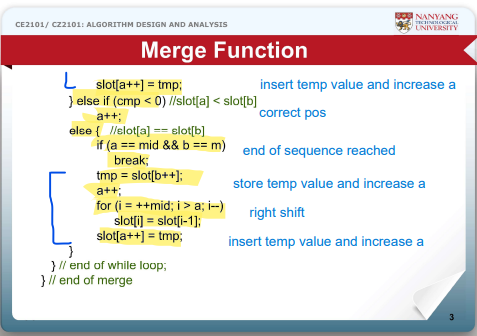 CE2101/ CZ2101: ALGORITHM DESIGN AND ANALYSIS
NANYANG
TECHNOLOGICAL
UNIVERSITY
Merge Function
slot[a++] = tmp; insert temp value and increase a
} else if (cmp < 0) //slot[a] < slot[b]
a++; correct pos
else { //slot[a] == slot[b]
if (a == mid && b == m) end of sequence reached
break;
tmp = slot[b++]; store temp value and increase a
a++;
for (i = ++mid; i > a; i--) right shift
slot[i] = slot[i-1];
slot[a++] = tmp; insert temp value and increase a
}
} // end of while loop;
} // end of merge
3